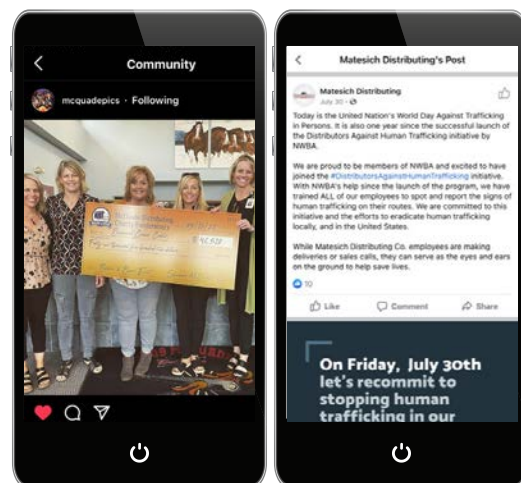 Community
mcquadepics · Following
Matesich Distributing's Post
Matesich Distributing
July 30 ·
Today is the United Nation's World Day Against Trafficking
in Persons. It is also one year since the successful launch of
the Distributors Against Human Trafficking initiative by
NWBA.
We are proud to be members of NWBA and excited to have
joined the #DistributorsAgainstHumanTrafficking initiative.
With NWBA's help since the launch of the program, we have
trained ALL of our employees to spot and report the signs of
human trafficking on their routes. We are committed to this
initiative and the efforts to eradicate human trafficking
locally, and in the United States.
While Matesich Distributing Co. employees are making
deliveries or sales calls, they can serve as the eyes and ears
on the ground to help save lives.
10
Like Comment Share
On Friday, July 30th
let's recommit to
stopping human
trafficking in our